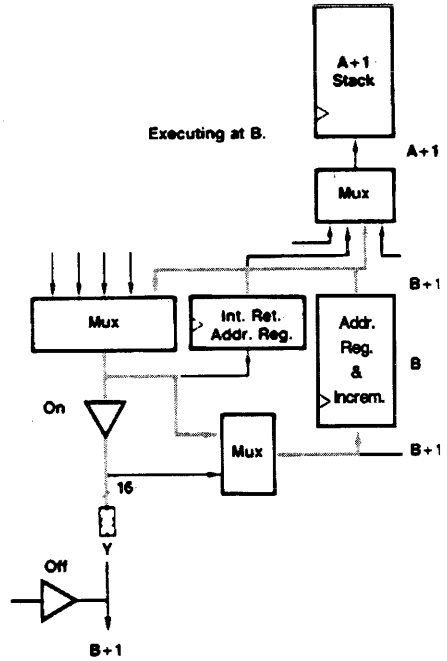 A+1
Stack
Executing at B.
A+1
Mux
B+1
Mux
Int. Ret.
Addr. Reg.
Addr.
Reg.
&
Increm.
B
On
Mux
B+1
16
Y
Off
B+1